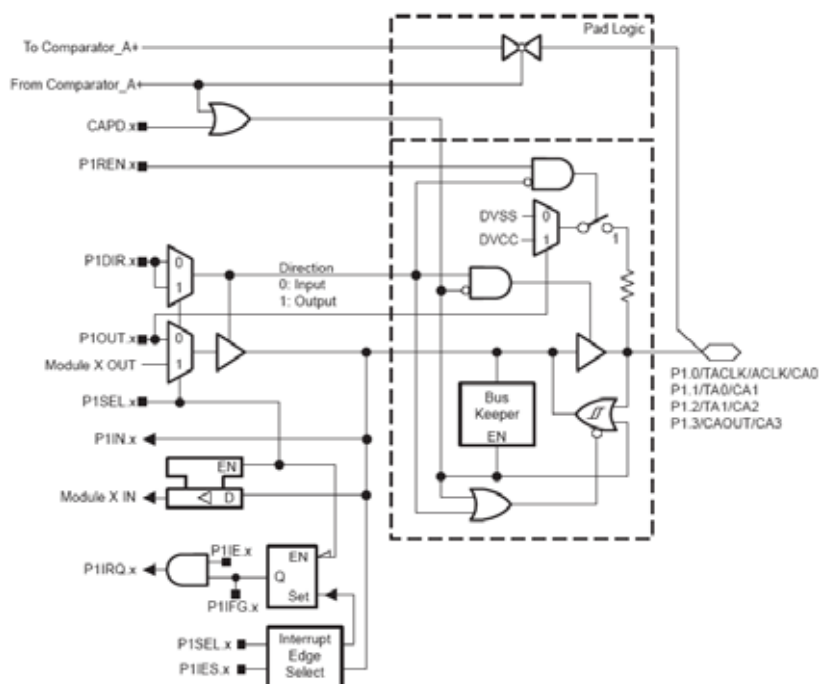 Pad Logic
To Comparator_A+
From Comparator_A+
CAPD.x
P1REN.x
DVSS
0
DVCC
1
1
P1DIR.x
0
1
Direction
0: Input
1: Output
P1OUT.x
0
Module X OUT
1
P1.0/TACLK/ACLK/CA0
P1.1/TA0/CA1
P1.2/TA1/CA2
P1.3/CAOUT/CA3
P1SEL.x
Bus
Keeper
EN
P1IN.x
EN
Module X IN
D
P1IE.x
P1IRQ.x
EN
Q
P1IFG.x
Set
P1SEL.x
P1IES.x
Interrupt
Edge
Select